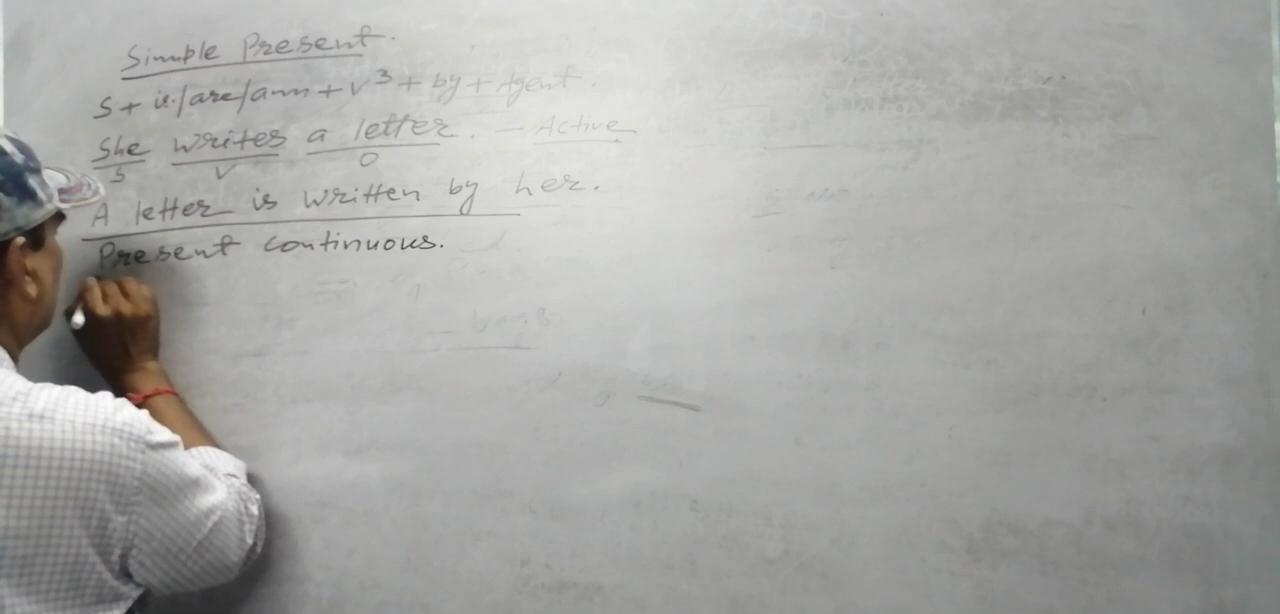 Simple Present.
S + is/are/am + V3 + by + Agent.
She writes a letter. - Active
S V O
A letter is written by her.
Present continuous.